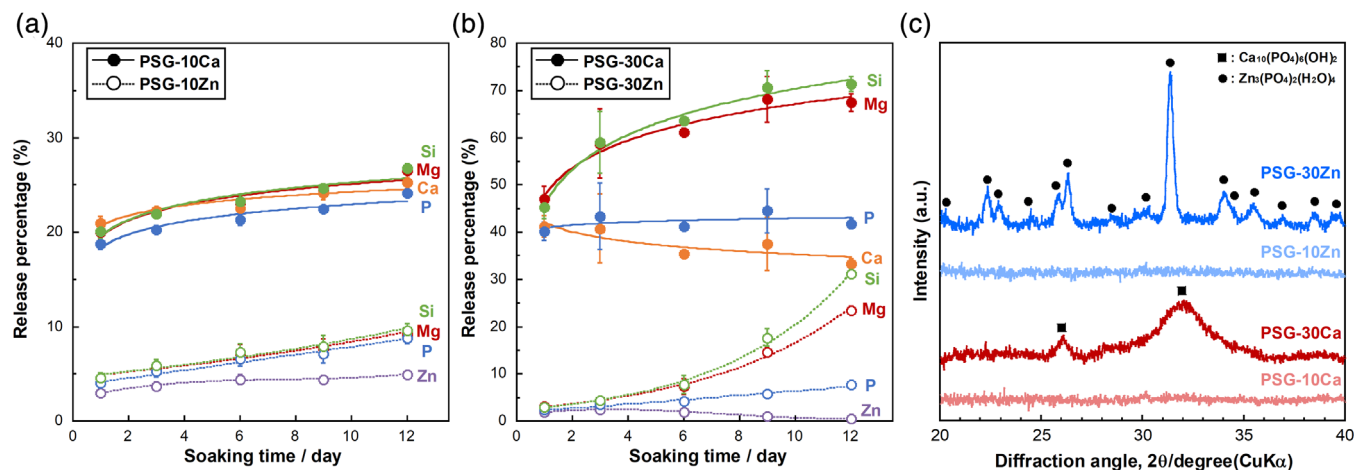 (a)
Release percentage (%)
40
30
20
10
0
PSG-10Ca
PSG-10Zn
Si
Mg
Ca
P
Si
Mg
P
Zn
0 2 4 6 8 10 12
Soaking time / day
(b)
Release percentage (%)
80
70
60
50
40
30
20
10
0
PSG-30Ca
PSG-30Zn
Si
Mg
P
Ca
Si
Mg
P
Zn
0 2 4 6 8 10 12
Soaking time / day
(c)
Intensity (a.u.)
: Ca10(PO4)6(OH)2
: Zn3(PO4)2(H2O)4
PSG-30Zn
PSG-10Zn
PSG-30Ca
PSG-10Ca
20 25 30 35 40
Diffraction angle, 2θ/degree(CuKα)